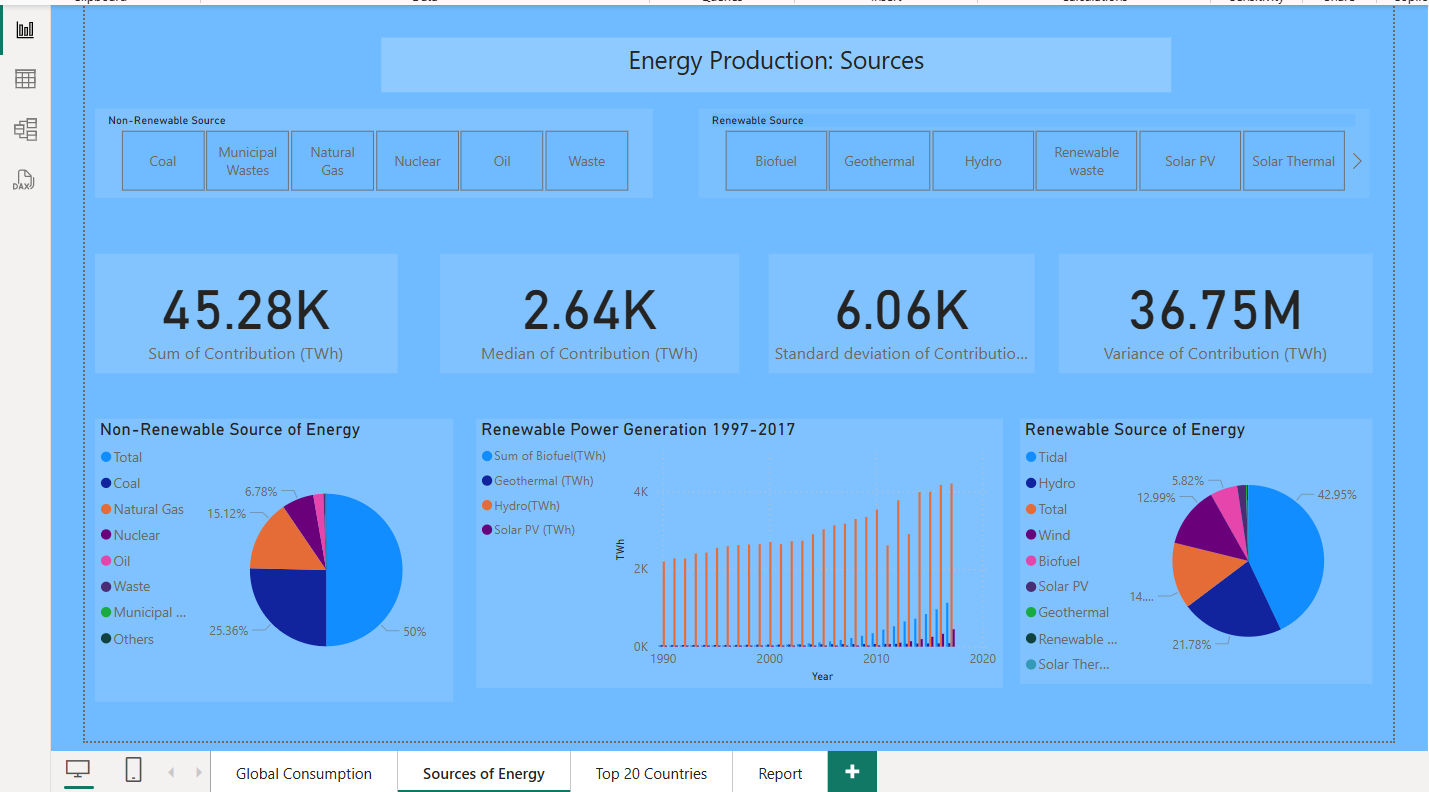 Energy Production: Sources
Non-Renewable Source
Coal
Municipal
Wastes
Natural
Gas
Nuclear
Oil
Waste
Renewable Source
Biofuel
Geothermal
Hydro
Renewable
waste
Solar PV
Solar Thermal
45.28K
Sum of Contribution (TWh)
2.64K
Median of Contribution (TWh)
6.06K
Standard deviation of Contributio...
36.75M
Variance of Contribution (TWh)
Non-Renewable Source of Energy
Total
Coal
Natural Gas
Nuclear
Oil
Waste
Municipal ...
Others
6.78%
15.12%
25.36%
50%
Renewable Power Generation 1997-2017
Sum of Biofuel(TWh)
Geothermal (TWh)
Hydro(TWh)
Solar PV (TWh)
TWh
4K
2K
0K
1990
2000
2010
2020
Year
Renewable Source of Energy
Tidal
Hydro
Total
Wind
Biofuel
Solar PV
Geothermal
Renewable ...
Solar Ther...
5.82%
12.99%
14....
21.78%
42.95%
DAX
Global Consumption
Sources of Energy
Top 20 Countries
Report